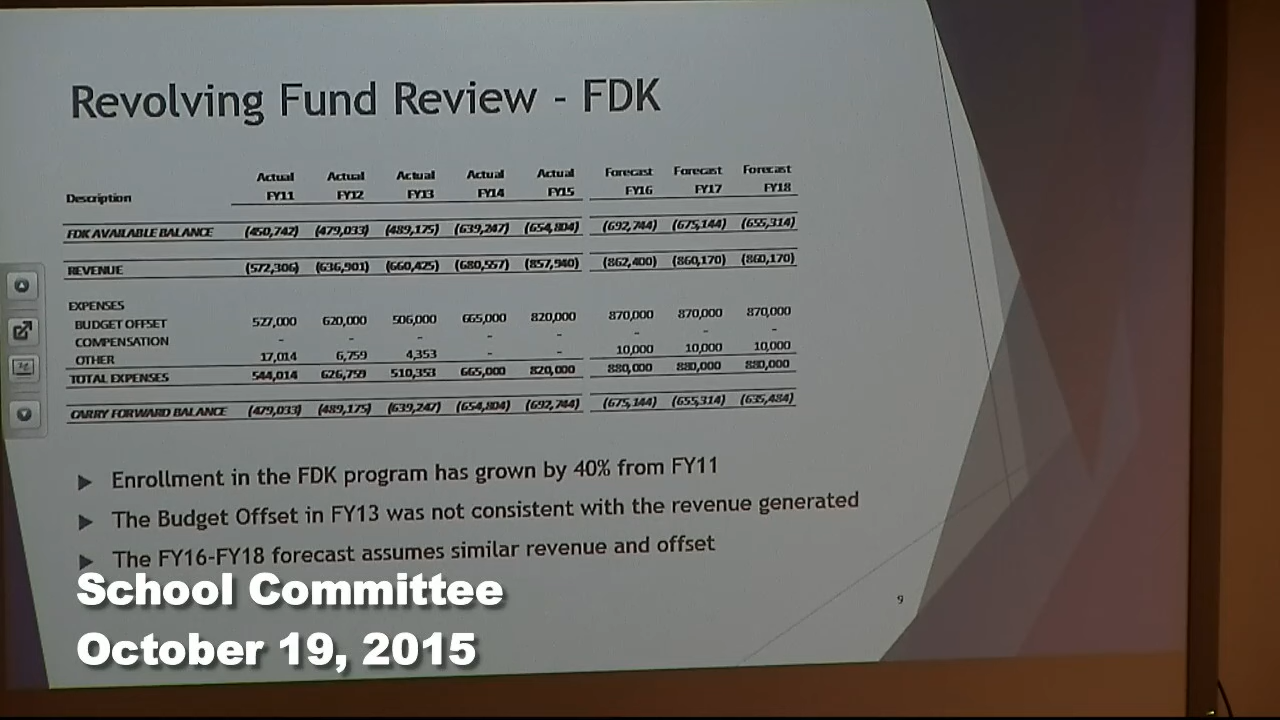 Revolving Fund Review - FDK
Actual Actual Actual Actual Actual Forecast Forecast Forecast
Description FY11 FY12 FY13 FY14 FY15 FY16 FY17 FY18
FDK AVAILABLE BALANCE (450,742) (479,033) (489,175) (639,247) (654,804) (692,744) (675,144) (655,314)
REVENUE (572,306) (636,901) (660,425) (680,557) (857,940) (862,400) (860,170) (860,170)
EXPENSES
BUDGET OFFSET 527,000 620,000 506,000 665,000 820,000 870,000 870,000 870,000
COMPENSATION - - - - - - - -
OTHER 17,014 6,759 4,353 - - 10,000 10,000 10,000
TOTAL EXPENSES 544,014 626,759 510,353 665,000 820,000 880,000 880,000 880,000
CARRY FORWARD BALANCE (479,033) (489,175) (639,247) (654,804) (692,744) (675,144) (655,314) (635,484)
Enrollment in the FDK program has grown by 40% from FY11
The Budget Offset in FY13 was not consistent with the revenue generated
The FY16-FY18 forecast assumes similar revenue and offset
9
School Committee
October 19, 2015